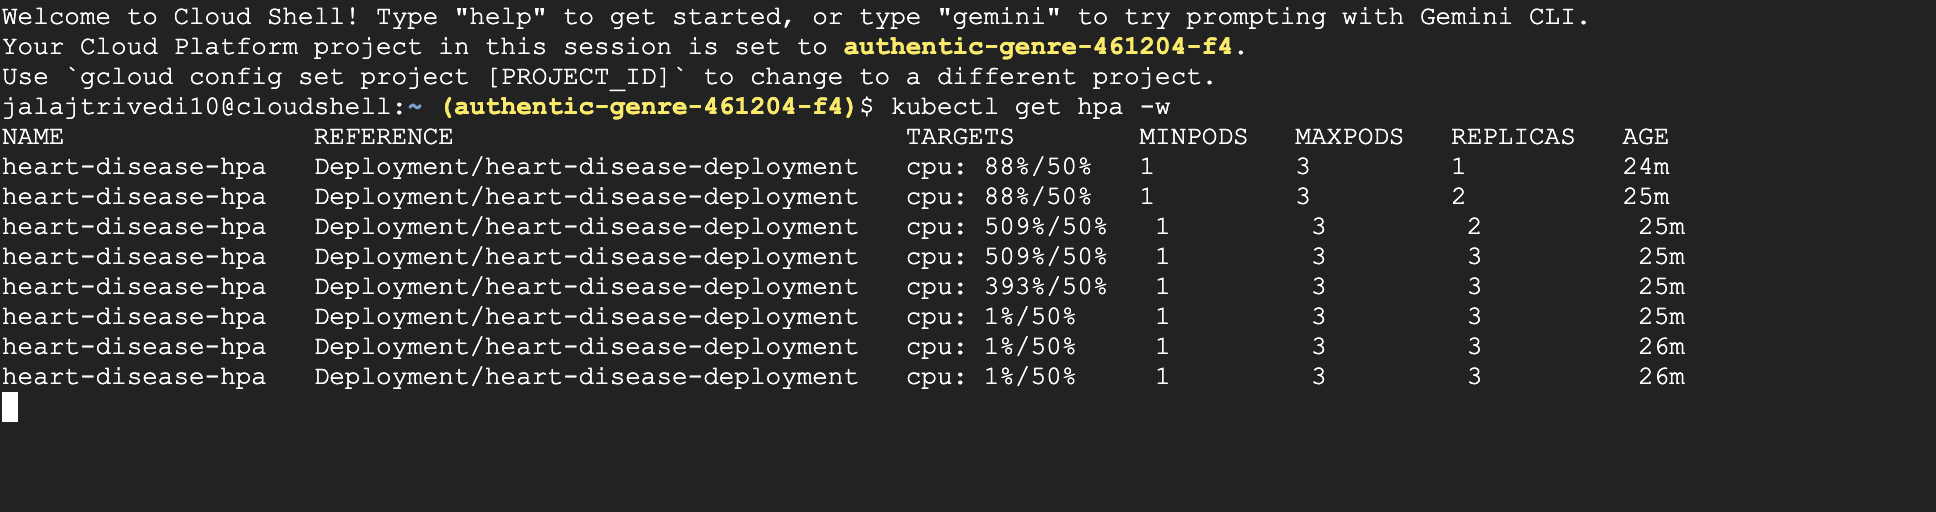 Welcome to Cloud Shell! Type "help" to get started, or type "gemini" to try prompting with Gemini CLI.
Your Cloud Platform project in this session is set to authentic-genre-461204-f4.
Use `gcloud config set project [PROJECT_ID]` to change to a different project.
jalajtrivedi10@cloudshell:~ (authentic-genre-461204-f4)$ kubectl get hpa -w
NAME                REFERENCE                             TARGETS        MINPODS   MAXPODS   REPLICAS   AGE
heart-disease-hpa   Deployment/heart-disease-deployment   cpu: 88%/50%   1         3         1          24m
heart-disease-hpa   Deployment/heart-disease-deployment   cpu: 88%/50%   1         3         2          25m
heart-disease-hpa   Deployment/heart-disease-deployment   cpu: 509%/50%   1         3         2          25m
heart-disease-hpa   Deployment/heart-disease-deployment   cpu: 509%/50%   1         3         3          25m
heart-disease-hpa   Deployment/heart-disease-deployment   cpu: 393%/50%   1         3         3          25m
heart-disease-hpa   Deployment/heart-disease-deployment   cpu: 1%/50%     1         3         3          25m
heart-disease-hpa   Deployment/heart-disease-deployment   cpu: 1%/50%     1         3         3          26m
heart-disease-hpa   Deployment/heart-disease-deployment   cpu: 1%/50%     1         3         3          26m